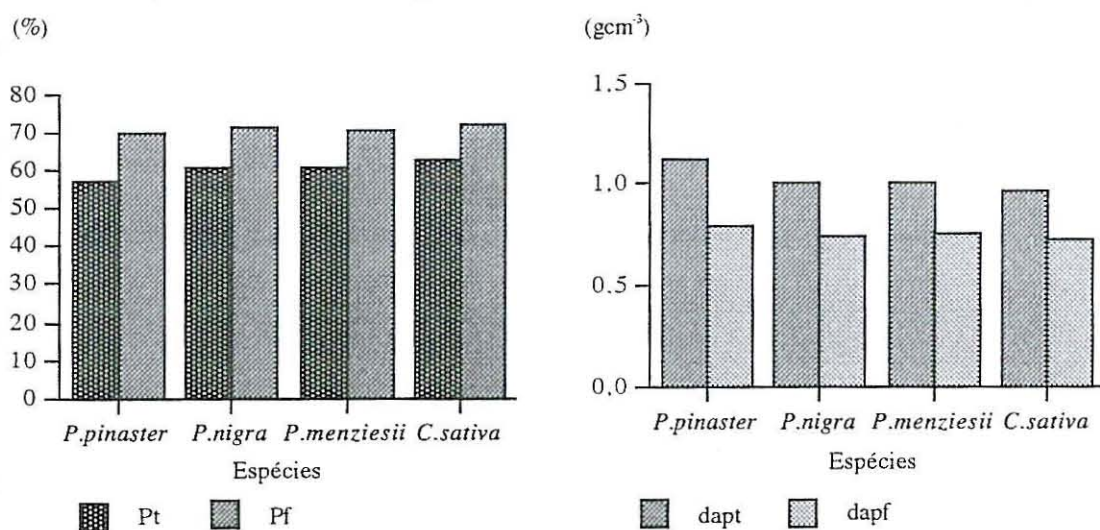 (%)
80
70
60
50
40
30
20
10
0
P.pinaster P.nigra P.menziesii C.sativa
Espécies
Pt Pf
(gcm-3)
1.5
1.0
0.5
0.0
P.pinaster P.nigra P.menziesii C.sativa
Espécies
dapt dapf